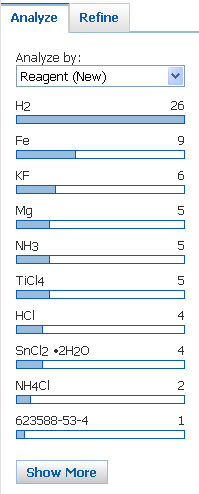 Analyze Refine
Analyze by:
Reagent (New)
H2 26
Fe 9
KF 6
Mg 5
NH3 5
TiCl4 5
HCl 4
SnCl2 •2H2O 4
NH4Cl 2
623588-53-4 1
Show More